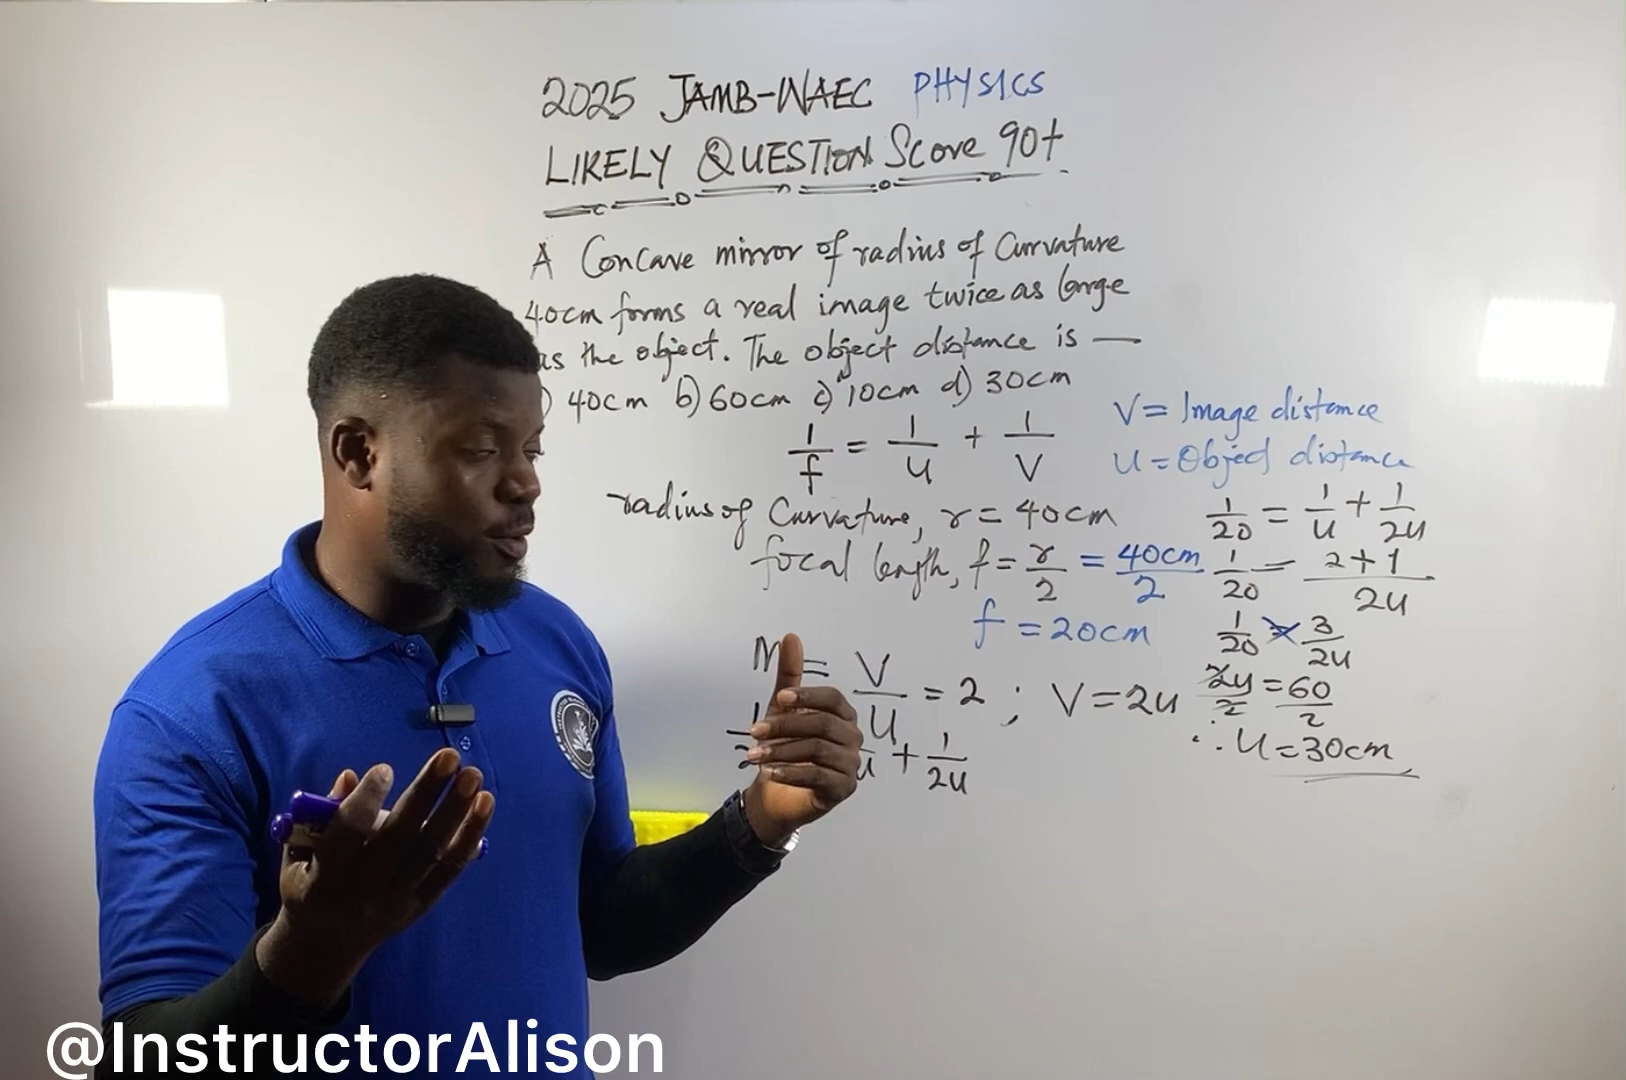 2025 JAMB-WAEC PHYSICS
LIKELY QUESTION Score 90+
A Concave mirror of radius of Curvature
40cm forms a real image twice as large
as the object. The object distance is —
) 40cm b) 60cm c) 10cm d) 30cm
1/f = 1/u + 1/v
V = Image distance
U = Object distance
radius of Curvature, r = 40cm
focal length, f = r/2 = 40cm/2
f = 20cm
M = V/U = 2 ; V = 2u
u + 1/2u
1/20 = 1/u + 1/2u
1/20 = 2+1/2u
1/20 = 3/2u
2u/2 = 60/2
∴ U = 30cm
@InstructorAlison